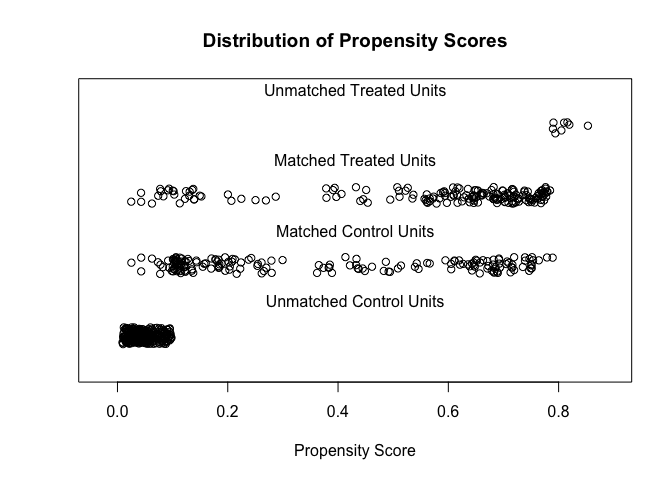 Distribution of Propensity Scores
Unmatched Treated Units
Matched Treated Units
Matched Control Units
Unmatched Control Units
0.0 0.2 0.4 0.6 0.8
Propensity Score